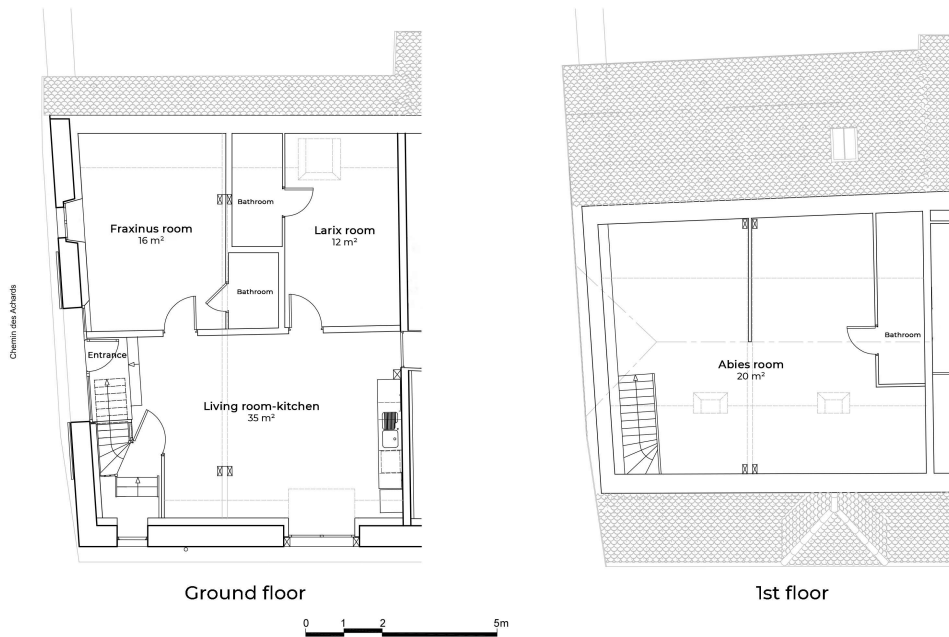 Chemin des Achards
Bathroom
Fraxinus room
16 m²
Larix room
12 m²
Bathroom
Entrance
Living room-kitchen
35 m²
Ground floor
Bathroom
Abies room
20 m²
1st floor
0 1 2 5m